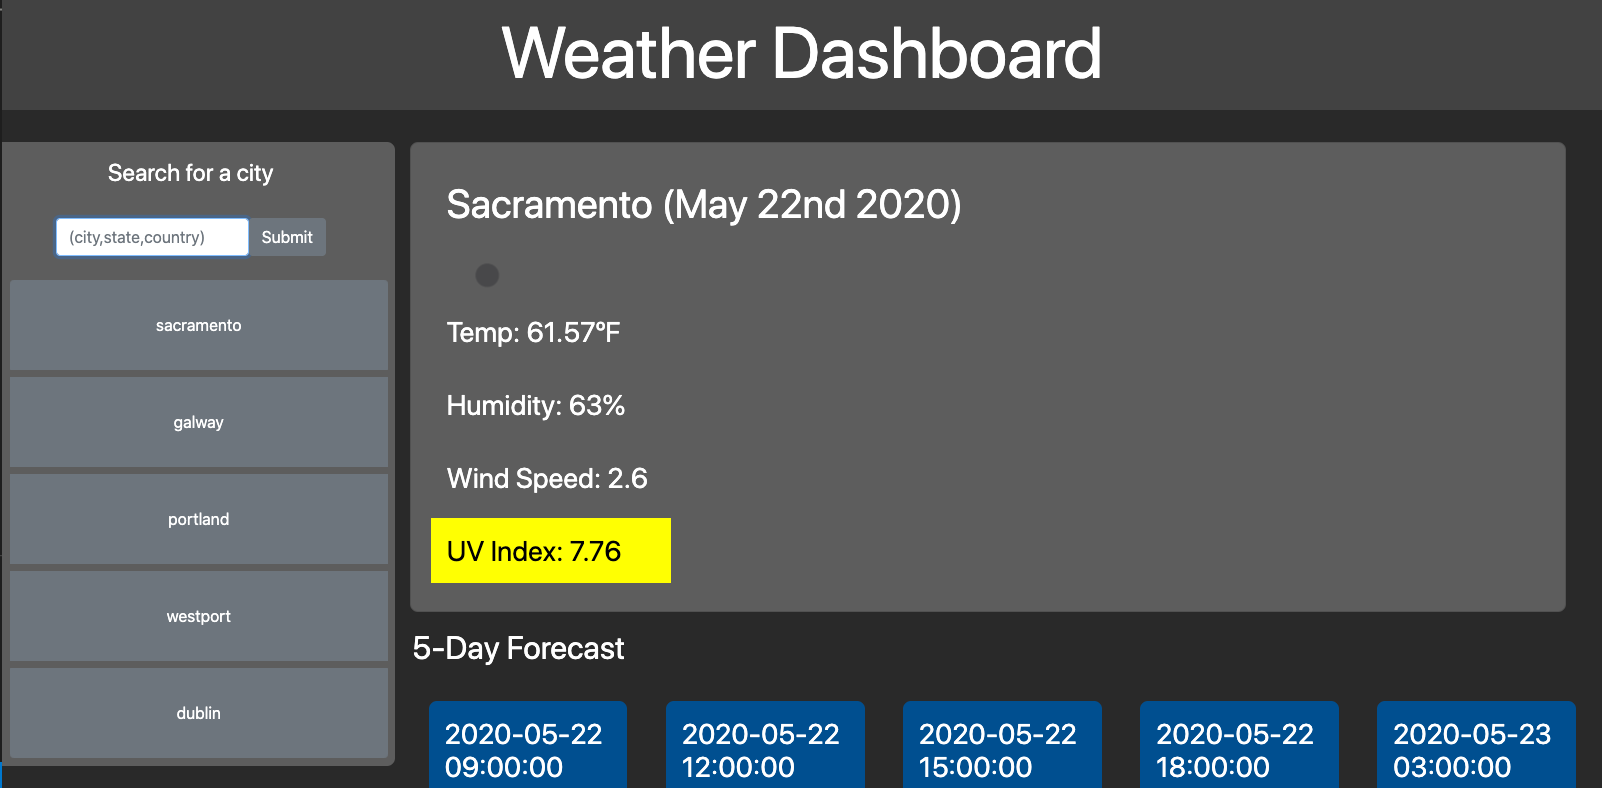 Weather Dashboard
Search for a city
(city,state,country)
Submit
sacramento
galway
portland
westport
dublin
Sacramento (May 22nd 2020)
Temp: 61.57°F
Humidity: 63%
Wind Speed: 2.6
UV Index: 7.76
5-Day Forecast
2020-05-22
09:00:00
2020-05-22
12:00:00
2020-05-22
15:00:00
2020-05-22
18:00:00
2020-05-23
03:00:00